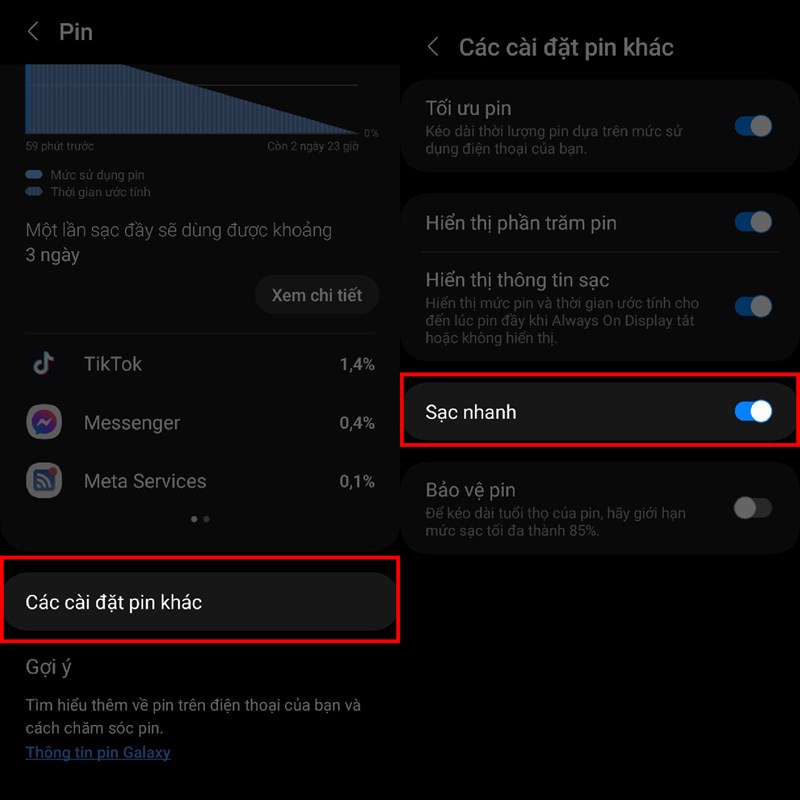 Pin
0%
59 phút trước
Còn 2 ngày 23 giờ
Mức sử dụng pin
Thời gian ước tính
Một lần sạc đầy sẽ dùng được khoảng
3 ngày
Xem chi tiết
TikTok 1,4%
Messenger 0,4%
Meta Services 0,1%
Các cài đặt pin khác
Gợi ý
Tìm hiểu thêm về pin trên điện thoại của bạn và
cách chăm sóc pin.
Thông tin pin Galaxy
Các cài đặt pin khác
Tối ưu pin
Kéo dài thời lượng pin dựa trên mức sử
dụng điện thoại của bạn.
Hiển thị phần trăm pin
Hiển thị thông tin sạc
Hiển thị mức pin và thời gian ước tính cho
đến lúc pin đầy khi Always On Display tắt
hoặc không hiển thị.
Sạc nhanh
Bảo vệ pin
Để kéo dài tuổi thọ của pin, hãy giới hạn
mức sạc tối đa thành 85%.